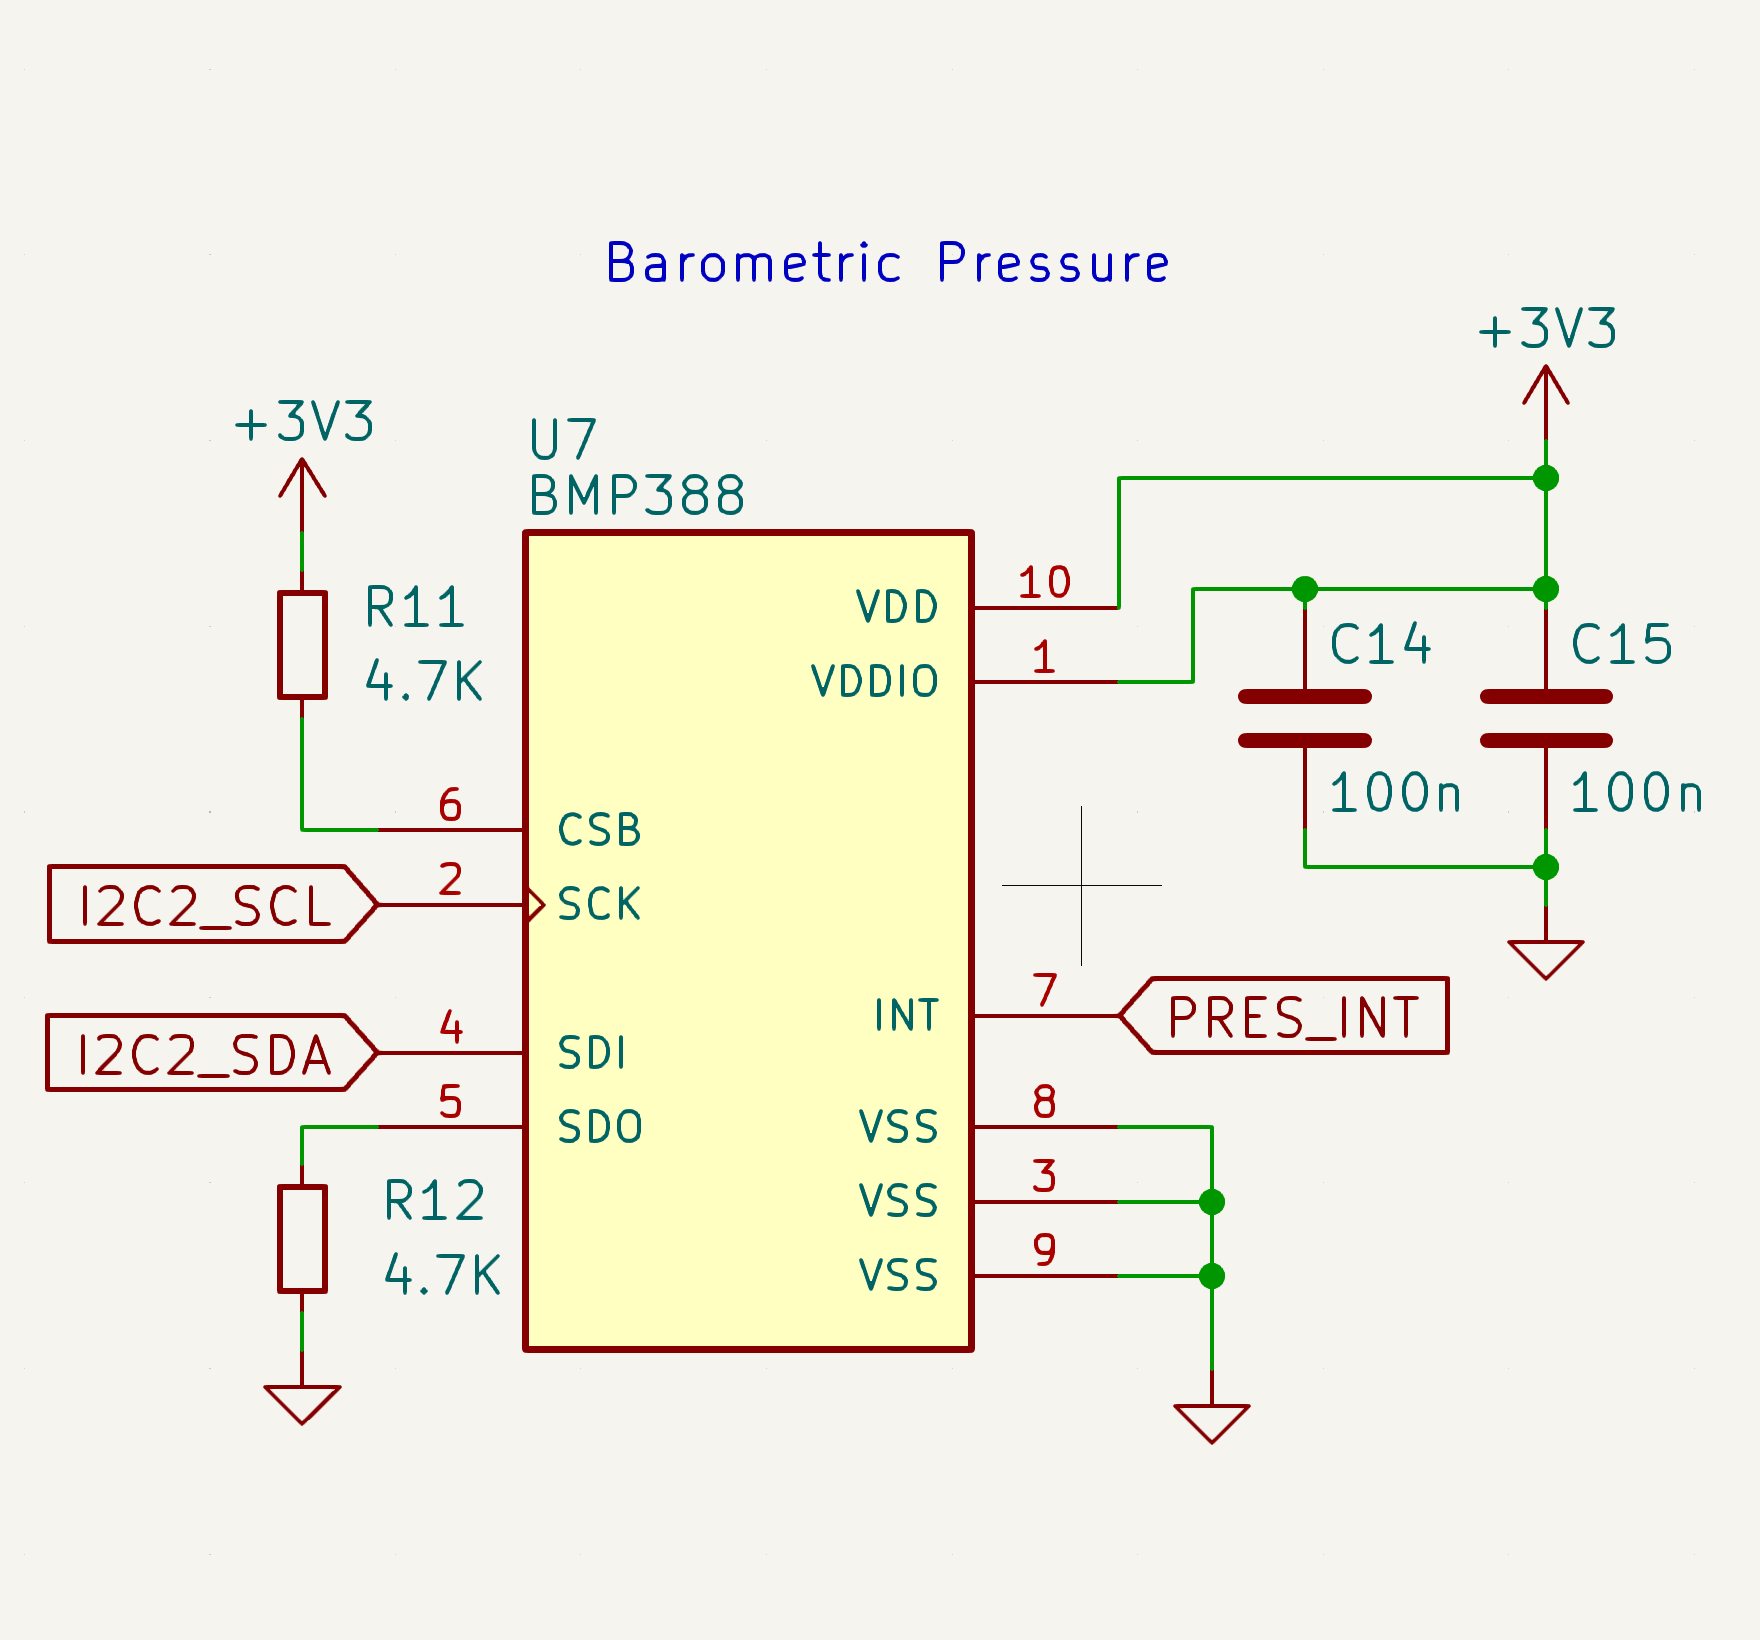 Barometric Pressure
+3V3
+3V3
U7
BMP388
R11
4.7K
10
VDD
1
VDDIO
C14
C15
100n
100n
6
CSB
I2C2_SCL
2
SCK
I2C2_SDA
4
SDI
7
INT
PRES_INT
5
SDO
8
VSS
R12
4.7K
3
VSS
9
VSS